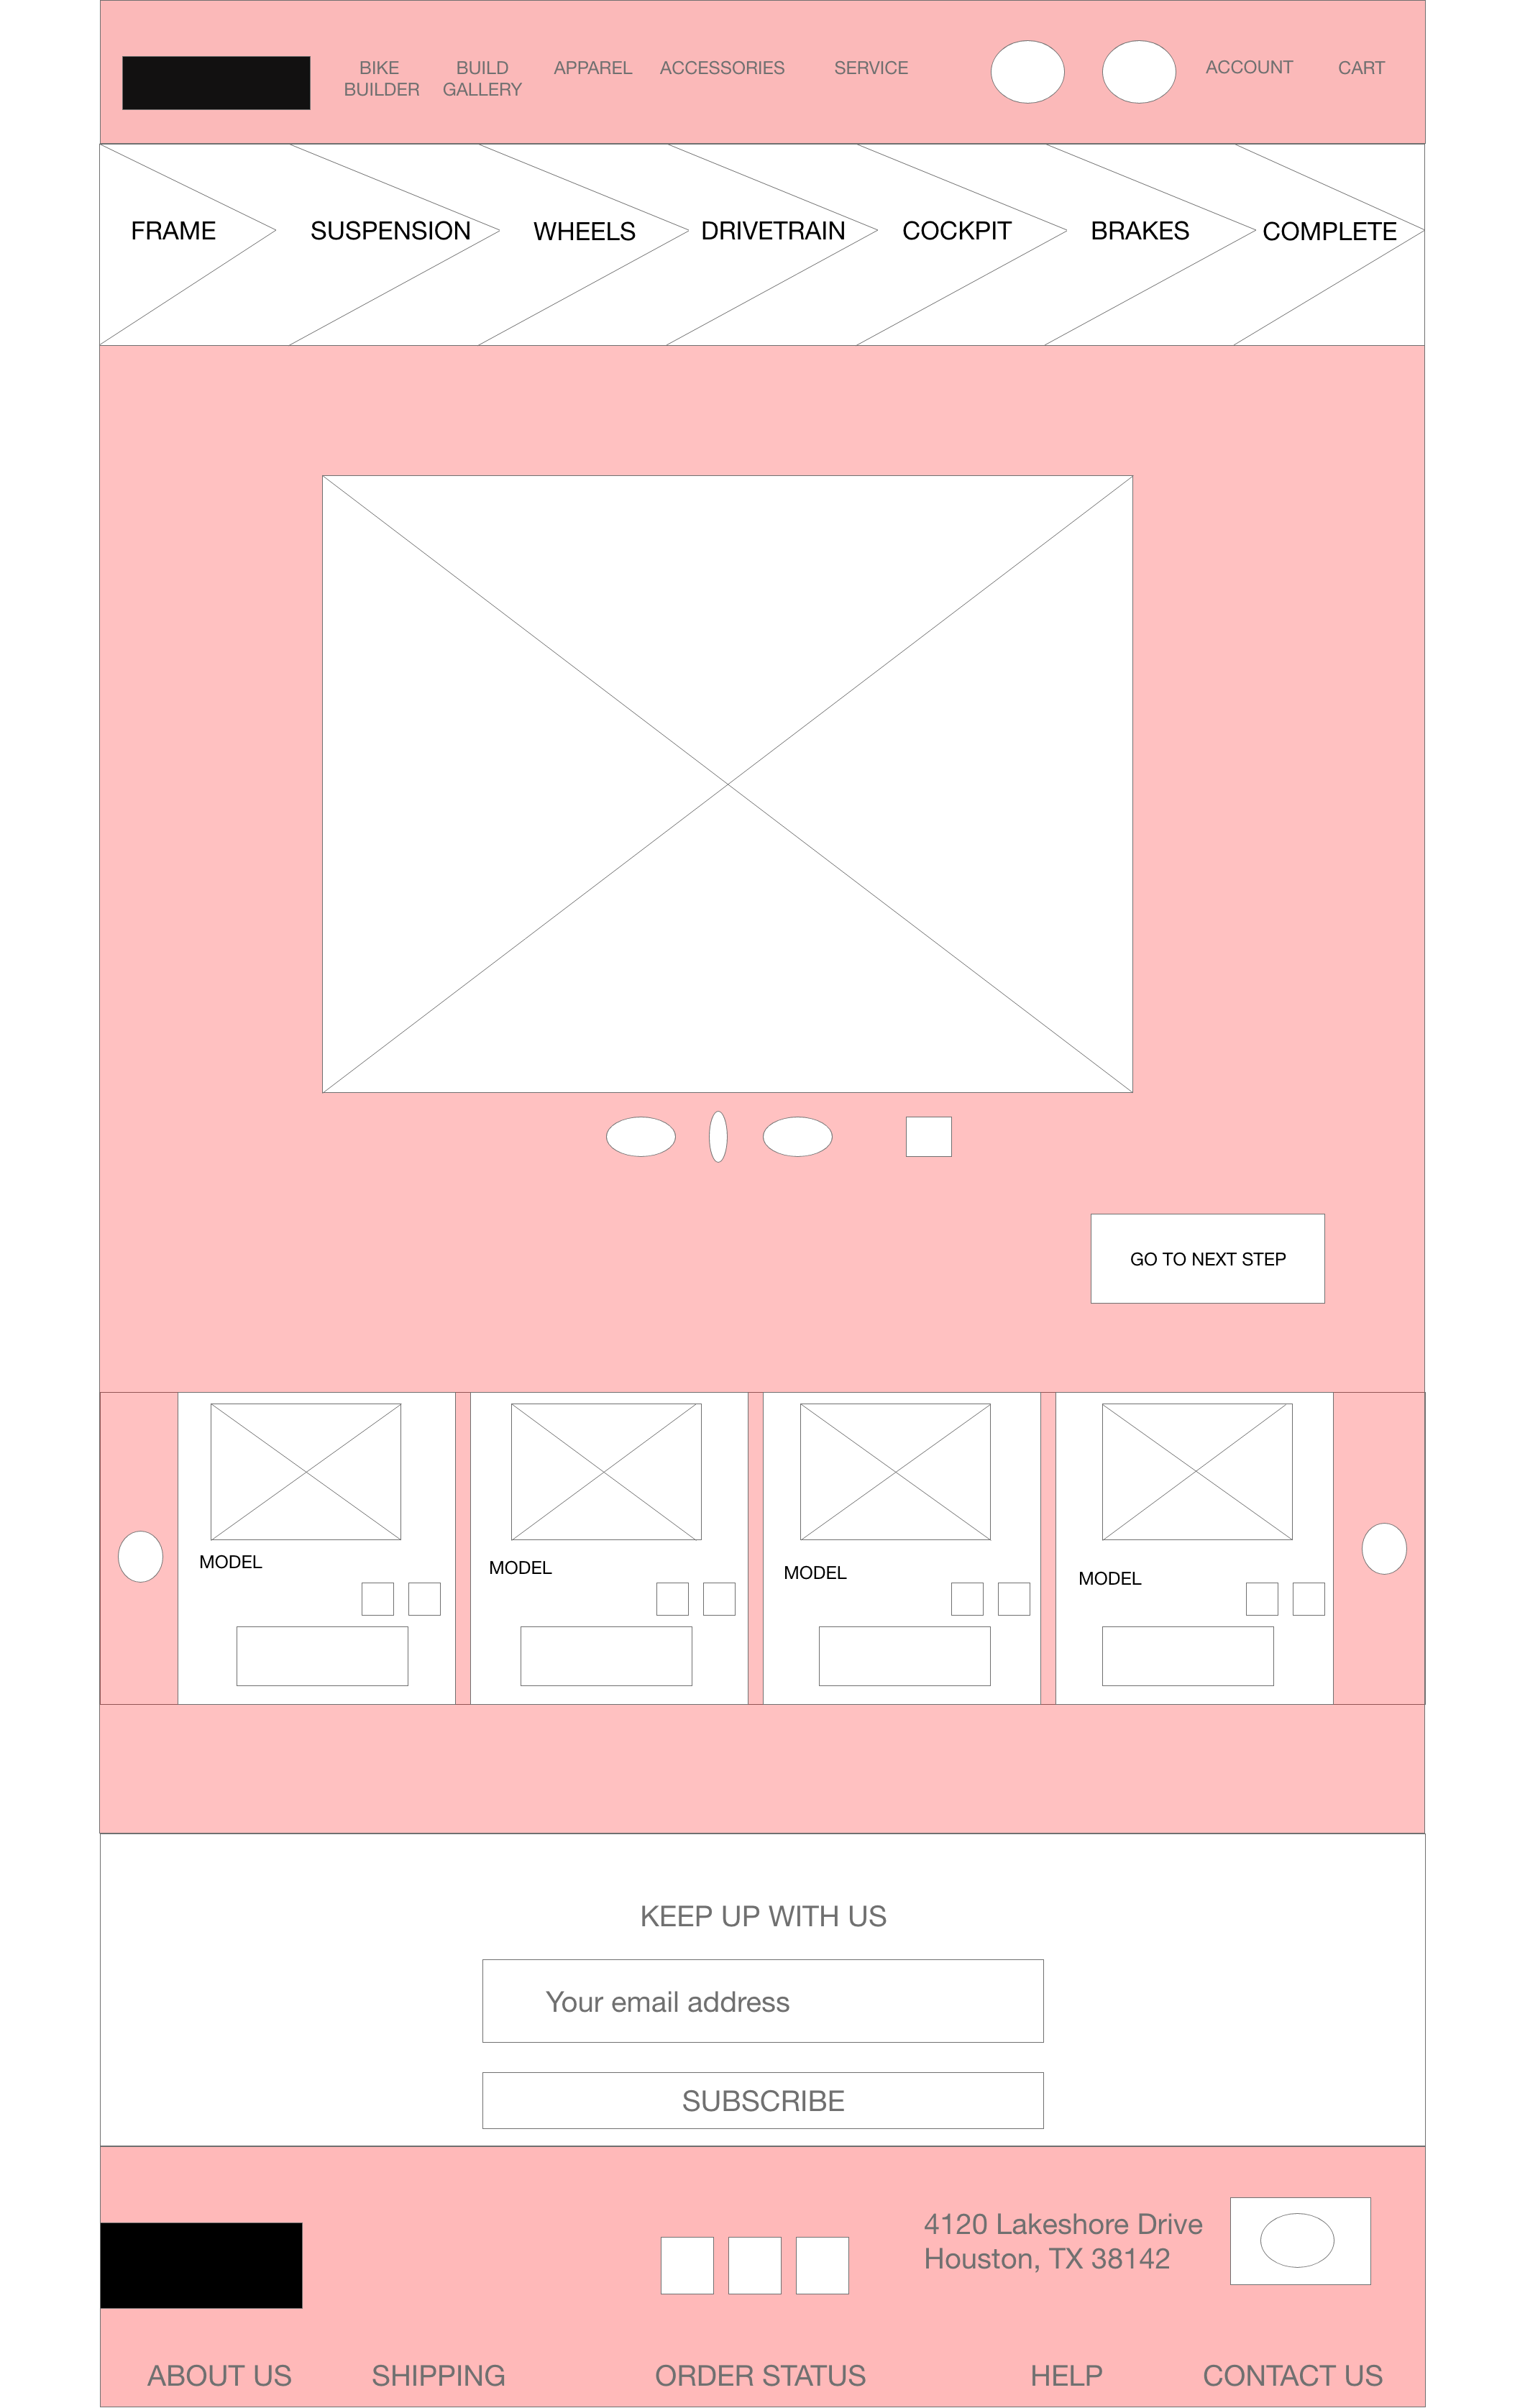 BIKE
BUILDER
BUILD
GALLERY
APPAREL
ACCESSORIES
SERVICE
ACCOUNT
CART
FRAME
SUSPENSION
WHEELS
DRIVETRAIN
COCKPIT
BRAKES
COMPLETE
GO TO NEXT STEP
MODEL
MODEL
MODEL
MODEL
KEEP UP WITH US
Your email address
SUBSCRIBE
4120 Lakeshore Drive
Houston, TX 38142
ABOUT US
SHIPPING
ORDER STATUS
HELP
CONTACT US